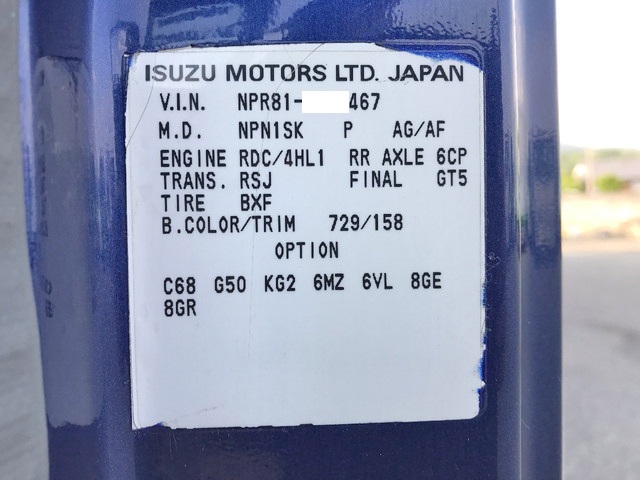 ISUZU MOTORS LTD. JAPAN
V.I.N. NPR81- 467
M.D. NPN1SK P AG/AF
ENGINE RDC/4HL1 RR AXLE 6CP
TRANS. RSJ FINAL GT5
TIRE BXF
B.COLOR/TRIM 729/158
OPTION
C68 G50 KG2 6MZ 6VL 8GE
8GR